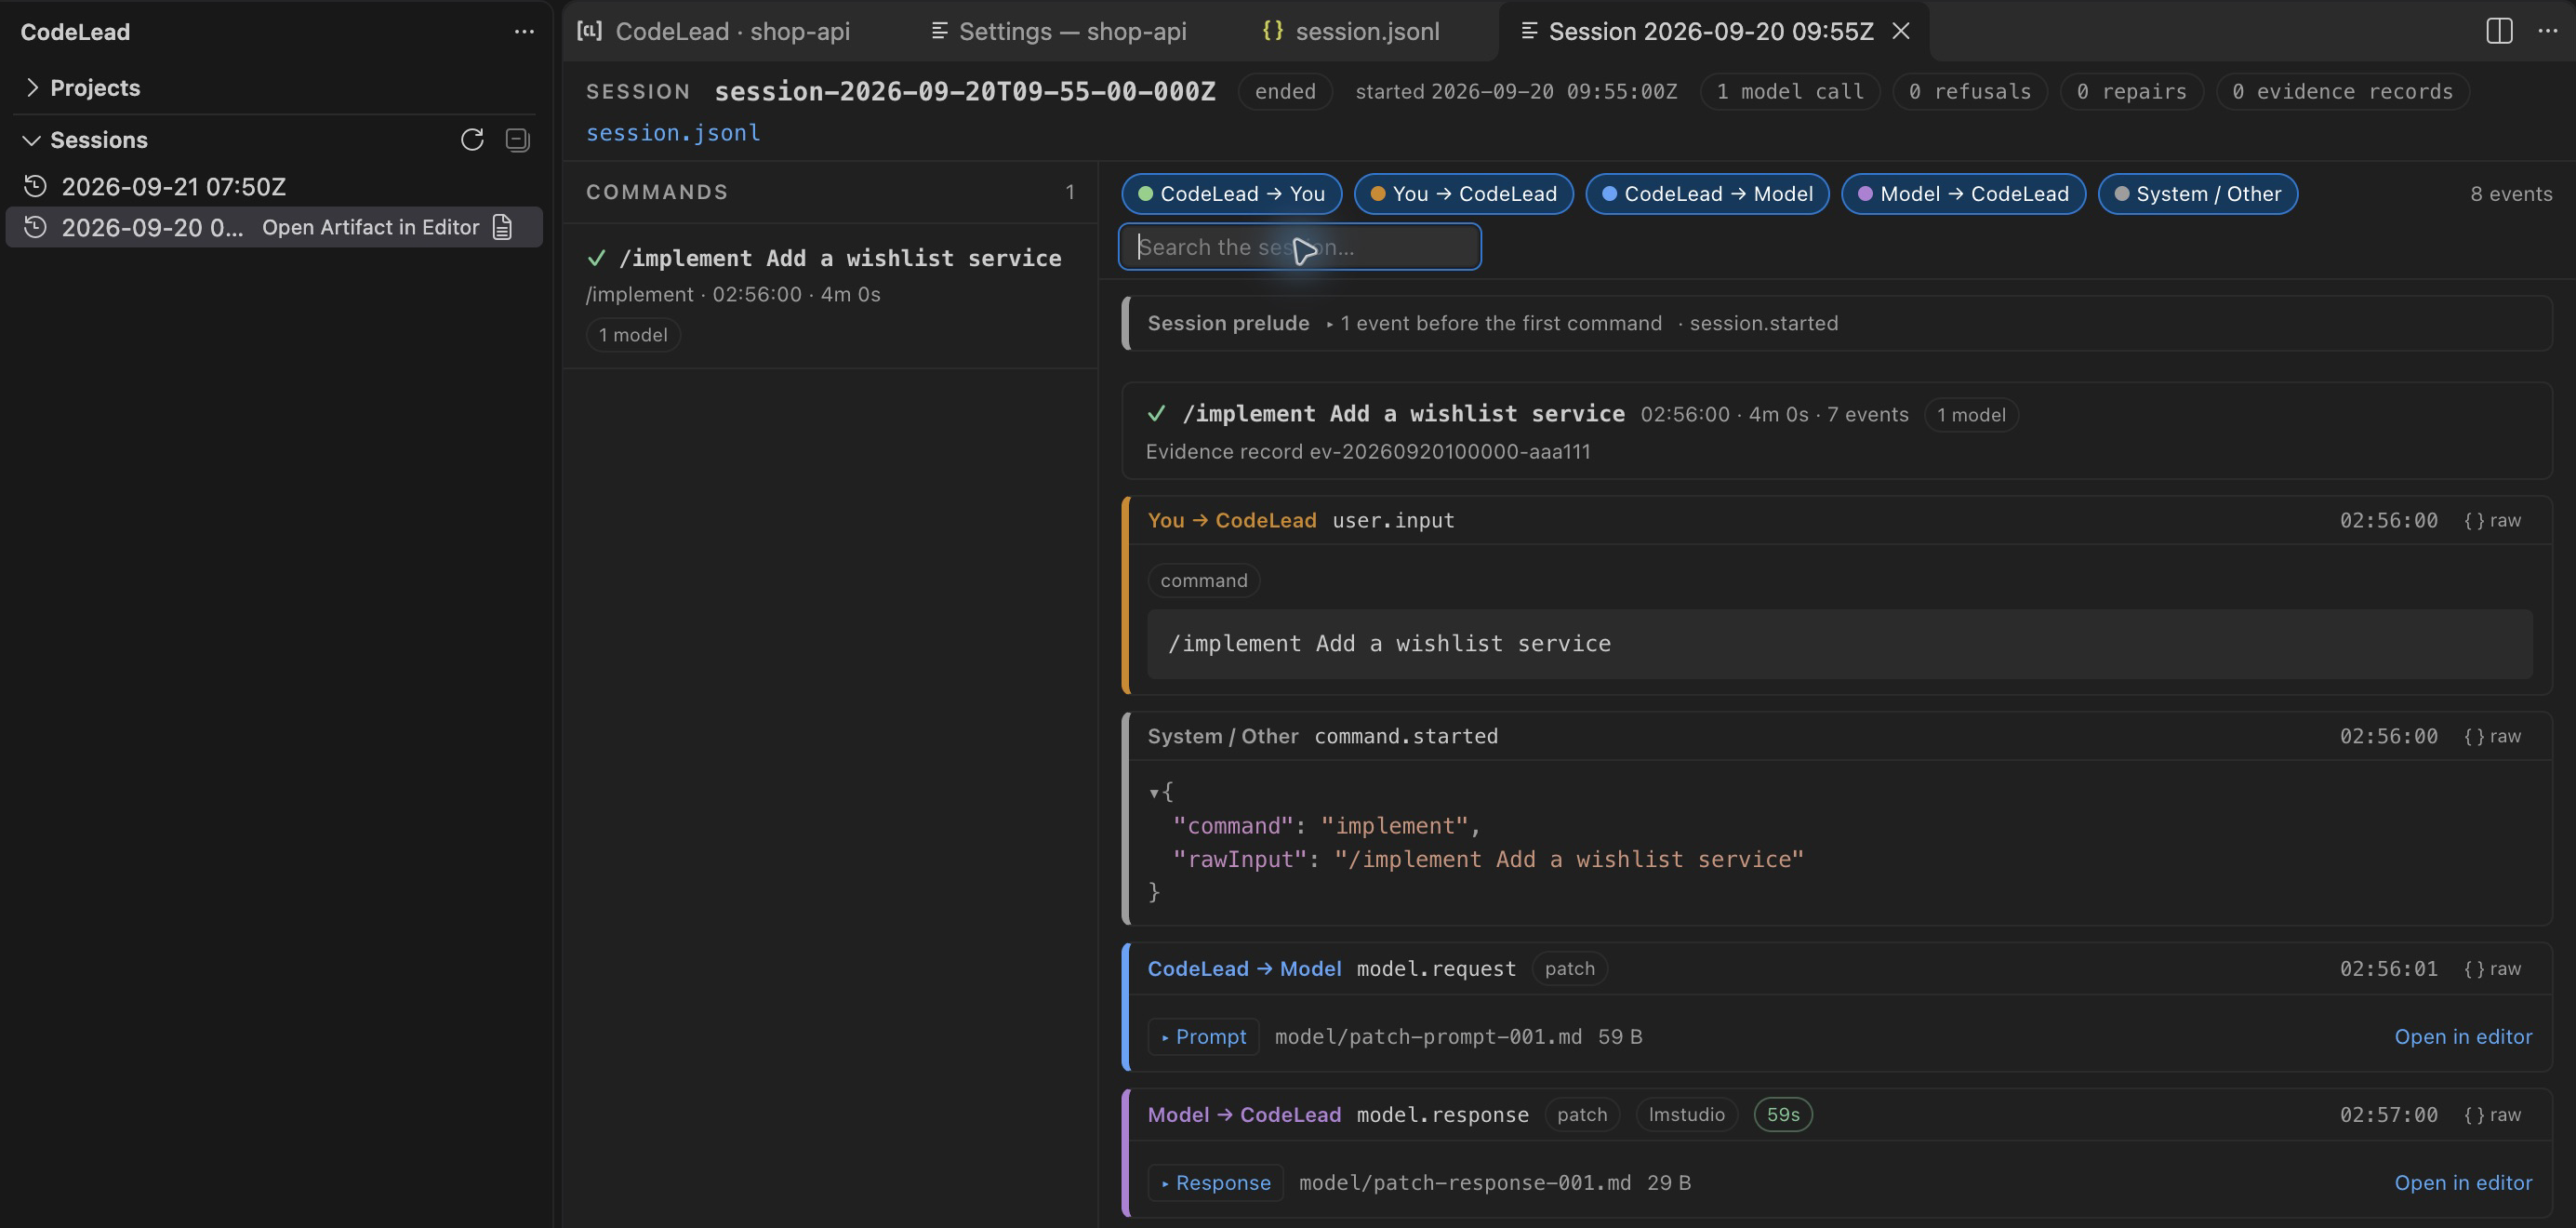 CodeLead
Projects
Sessions
2026-09-21 07:50Z
2026-09-20 0... Open Artifact in Editor
[CL] CodeLead · shop-api
Settings — shop-api
{} session.jsonl
Session 2026-09-20 09:55Z
SESSION session-2026-09-20T09-55-00-000Z ended started 2026-09-20 09:55:00Z 1 model call 0 refusals 0 repairs 0 evidence records
session.jsonl
COMMANDS 1
/implement Add a wishlist service
/implement · 02:56:00 · 4m 0s
1 model
CodeLead → You You → CodeLead CodeLead → Model Model → CodeLead System / Other 8 events
Search the session...
Session prelude ▸ 1 event before the first command · session.started
/implement Add a wishlist service 02:56:00 · 4m 0s · 7 events 1 model
Evidence record ev-20260920100000-aaa111
You → CodeLead user.input 02:56:00 { } raw
command
/implement Add a wishlist service
System / Other command.started 02:56:00 { } raw
▾{
"command": "implement",
"rawInput": "/implement Add a wishlist service"
}
CodeLead → Model model.request patch 02:56:01 { } raw
▸ Prompt model/patch-prompt-001.md 59 B Open in editor
Model → CodeLead model.response patch lmstudio 59s 02:57:00 { } raw
▸ Response model/patch-response-001.md 29 B Open in editor